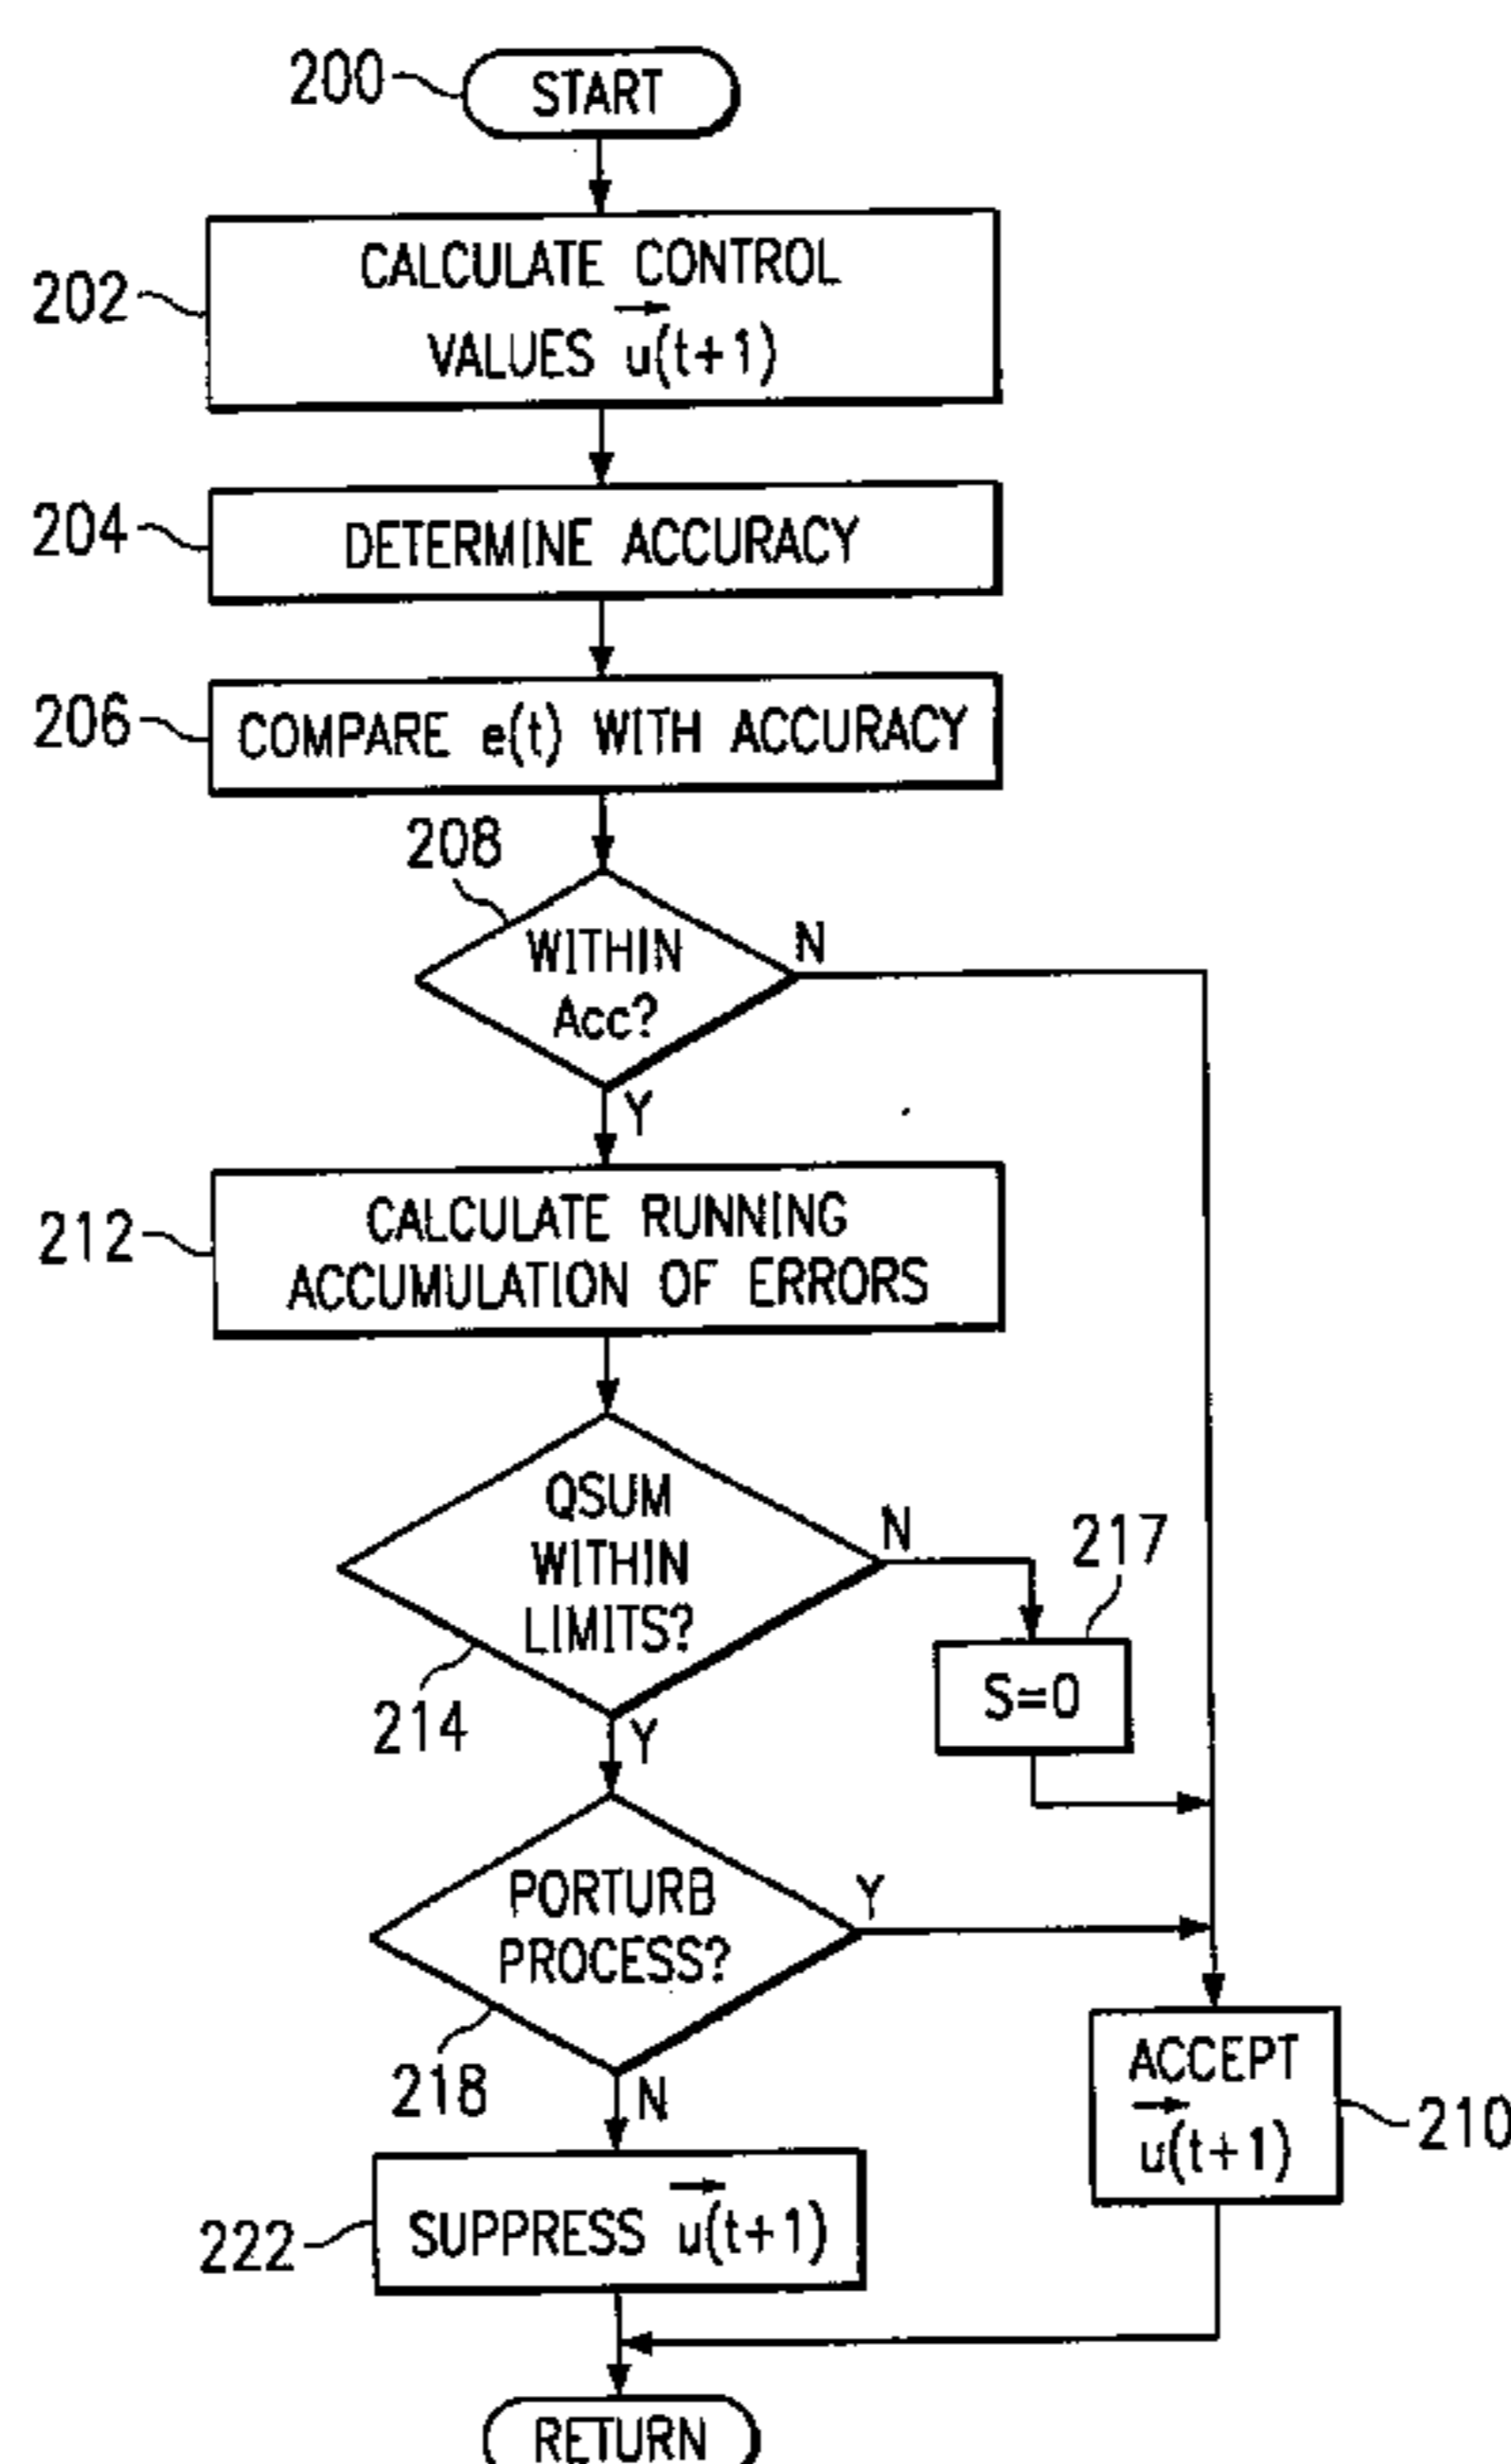 200
START
202
CALCULATE CONTROL
VALUES u(t+1)
204
DETERMINE ACCURACY
206
COMPARE e(t) WITH ACCURACY
208
WITHIN
Acc?
N
Y
212
CALCULATE RUNNING
ACCUMULATION OF ERRORS
QSUM
WITHIN
LIMITS?
N
217
S=0
214
Y
PORTURB
PROCESS?
Y
218
N
ACCEPT
u(t+1)
210
222
SUPPRESS u(t+1)
RETURN